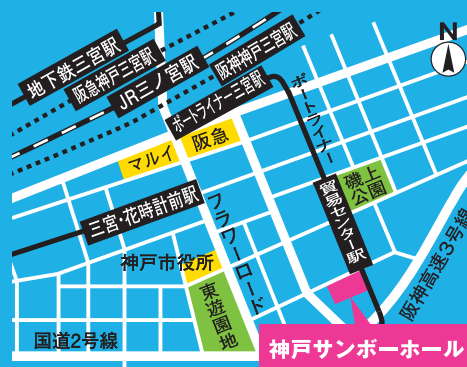 N
地下鉄三宮駅
阪急神戸三宮駅
JR三ノ宮駅
阪神神戸三宮駅
ポートライナー三宮駅
ポートライナー
マルイ
阪急
磯上
公園
三宮・花時計前駅
フラワーロード
貿易センター駅
神戸市役所
東遊園地
阪神高速3号線
国道2号線
神戸サンボーホール